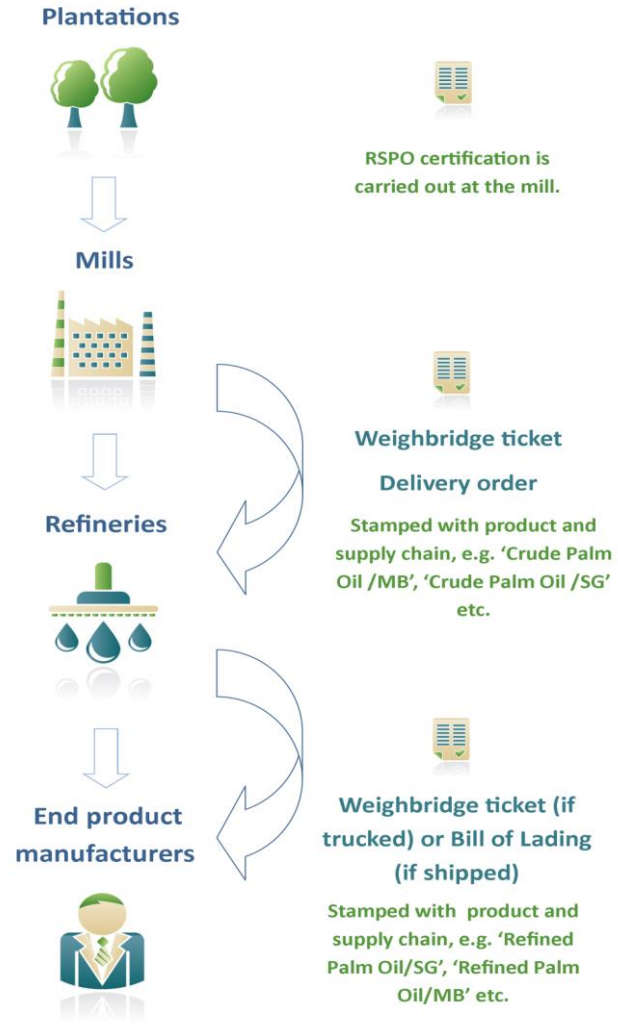 Plantations
RSPO certification is
carried out at the mill.
Mills
Weighbridge ticket
Delivery order
Refineries
Stamped with product and
supply chain, e.g. ‘Crude Palm
Oil /MB’, ‘Crude Palm Oil /SG’
etc.
End product
manufacturers
Weighbridge ticket (if
trucked) or Bill of Lading
(if shipped)
Stamped with product and
supply chain, e.g. ‘Refined
Palm Oil/SG’, ‘Refined Palm
Oil/MB’ etc.